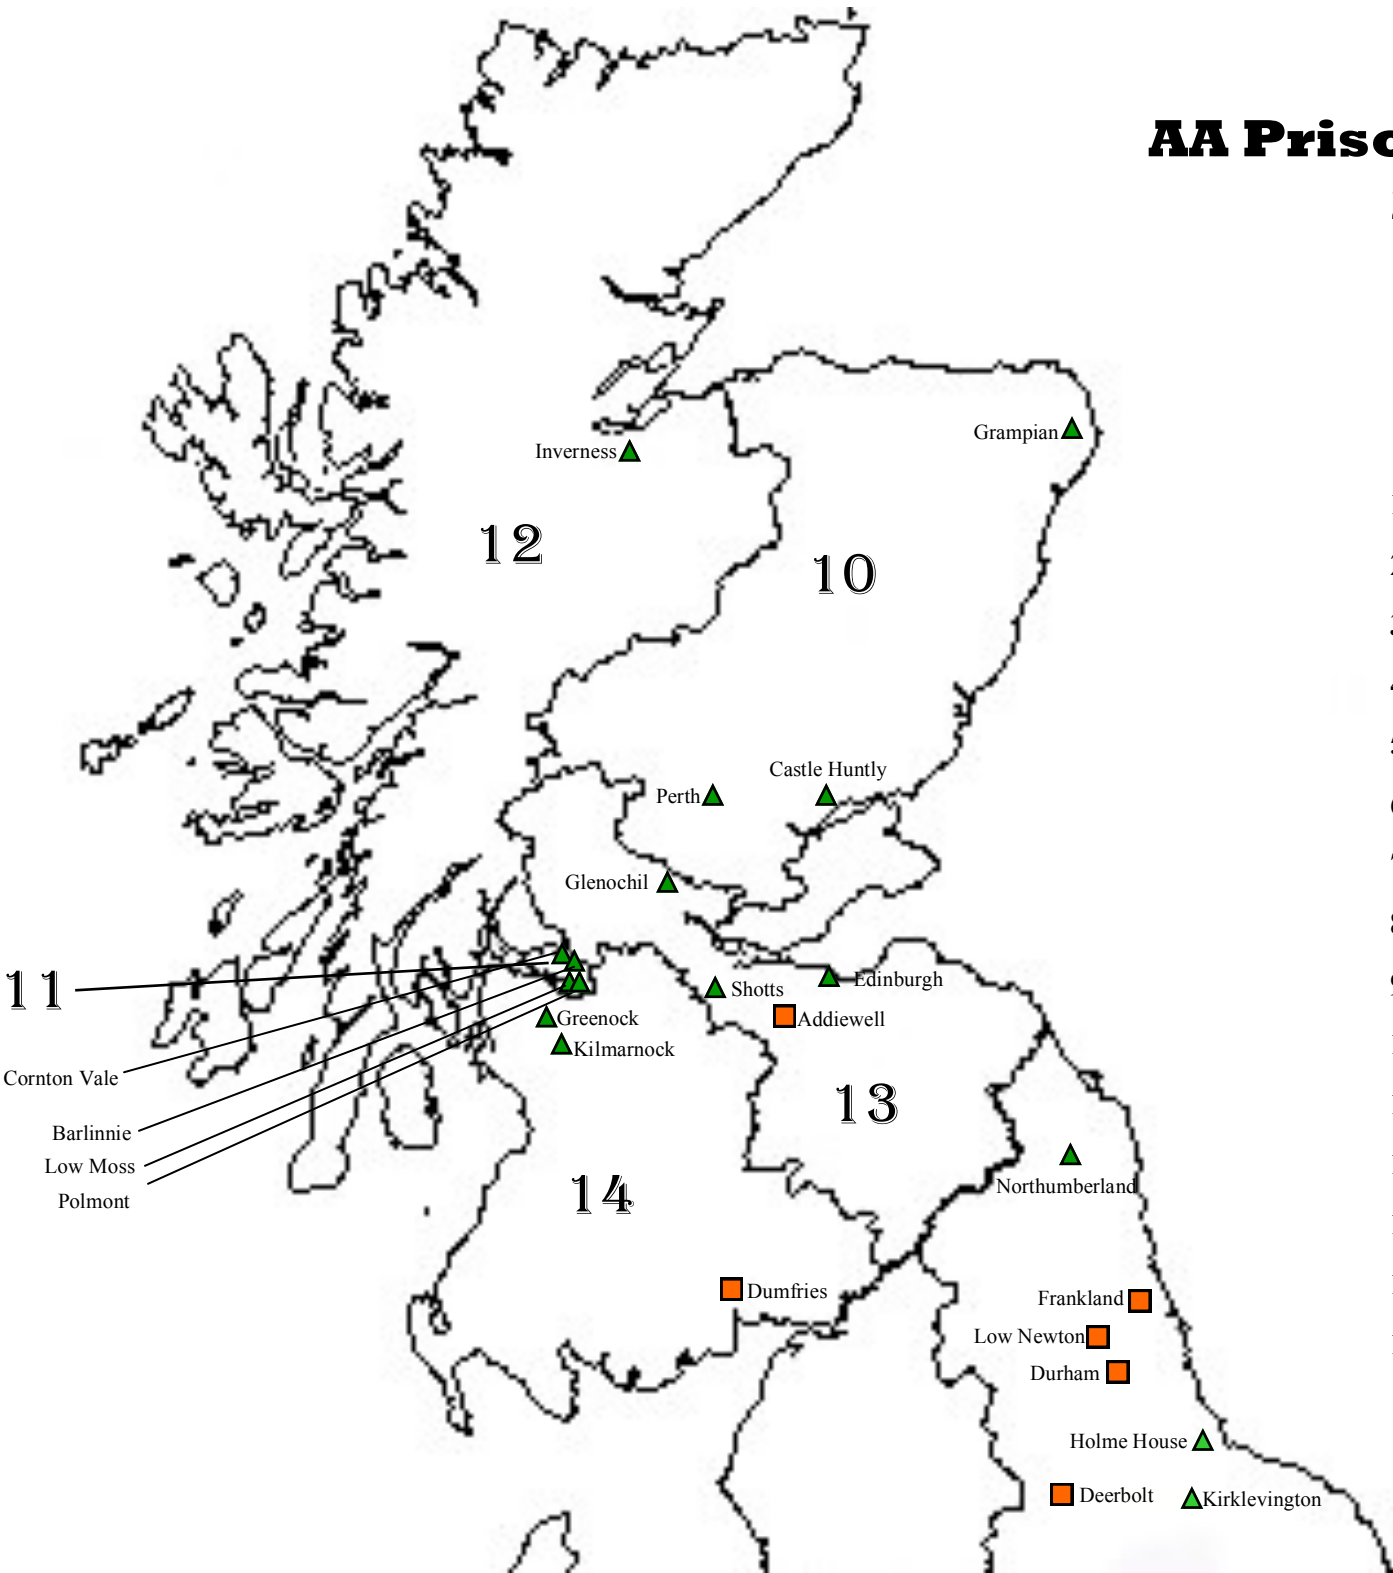 AA Priso
Grampian
Inverness
12
10
Castle Huntly
Perth
Glenochil
11
Edinburgh
Shotts
Greenock
Addiewell
Kilmarnock
Cornton Vale
13
Barlinnie
Low Moss
14
Northumberland
Polmont
Dumfries
Frankland
Low Newton
Durham
Holme House
Deerbolt
Kirklevington